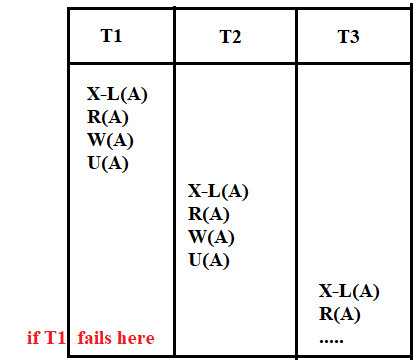 T1 T2 T3
X-L(A)
R(A)
W(A)
U(A)
X-L(A)
R(A)
W(A)
U(A)
X-L(A)
R(A)
.....
if T1 fails here